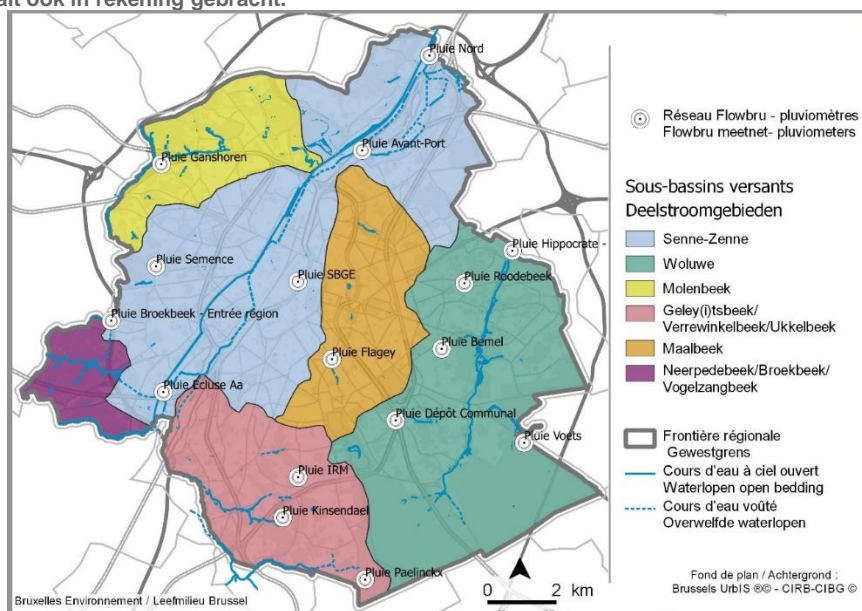 alt ook in rekening gebracht.
Pluie Nord
Pluie Avant-Port
Pluie Ganshoren
Pluie Hippocrate -
Pluie Semence
Pluie SBGE
Pluie Roodebeek
Pluie Broekbeek - Entrée région
Pluie Bemel
Pluie Flagey
Pluie Écluse Aa
Pluie Dépôt Communal
Pluie Voets
Pluie IRM
Pluie Kinsendael
Pluie Paelinckx
0 2 km
Bruxelles Environnement / Leefmilieu Brussel
Réseau Flowbru - pluviomètres
Flowbru meetnet- pluviometers
Sous-bassins versants
Deelstroomgebieden
Senne-Zenne
Woluwe
Molenbeek
Geley(i)tsbeek/
Verrewinkelbeek/Ukkelbeek
Maalbeek
Neerpedebeek/Broekbeek/
Vogelzangbeek
Frontière régionale
Gewestgrens
Cours d'eau à ciel ouvert
Waterlopen open bedding
Cours d'eau voûté
Overwelfde waterlopen
Fond de plan / Achtergrond :
Brussels UrbIS ®© - CIRB-CIBG ©